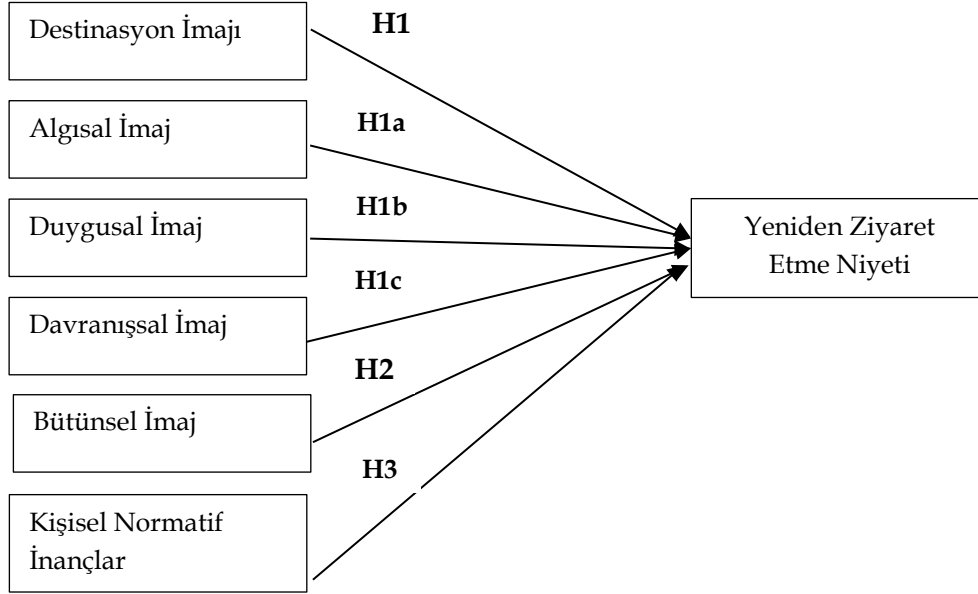 Destinasyon İmajı
H1
Algısal İmaj
H1a
Duygusal İmaj
H1b
Yeniden Ziyaret
Etme Niyeti
H1c
Davranışsal İmaj
H2
Bütünsel İmaj
H3
Kişisel Normatif
İnançlar